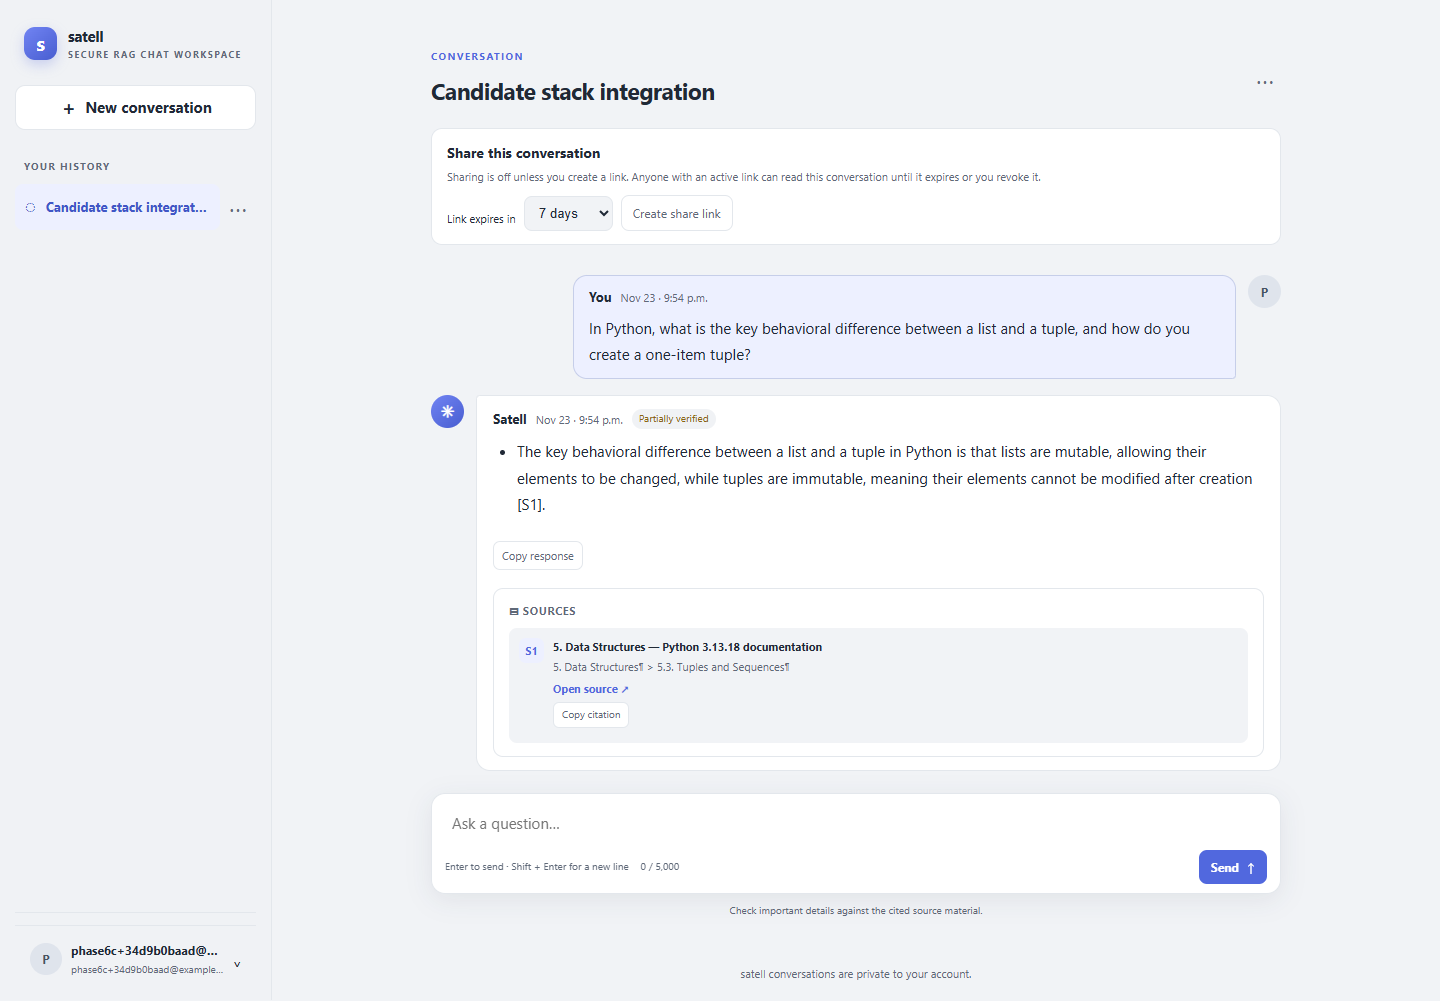 s
satell
SECURE RAG CHAT WORKSPACE
+ New conversation
YOUR HISTORY
Candidate stack integrat...
...
CONVERSATION
Candidate stack integration
...
Share this conversation
Sharing is off unless you create a link. Anyone with an active link can read this conversation until it expires or you revoke it.
Link expires in 7 days Create share link
You Nov 23 · 9:54 p.m.
P
In Python, what is the key behavioral difference between a list and a tuple, and how do you
create a one-item tuple?
Satell Nov 23 · 9:54 p.m. Partially verified
• The key behavioral difference between a list and a tuple in Python is that lists are mutable, allowing their
elements to be changed, while tuples are immutable, meaning their elements cannot be modified after creation
[S1].
Copy response
SOURCES
S1 5. Data Structures — Python 3.13.18 documentation
5. Data Structures¶ > 5.3. Tuples and Sequences¶
Open source ↗
Copy citation
Ask a question...
Enter to send · Shift + Enter for a new line 0 / 5,000
Send ↑
Check important details against the cited source material.
satell conversations are private to your account.
P
phase6c+34d9b0baad@...
phase6c+34d9b0baad@example...